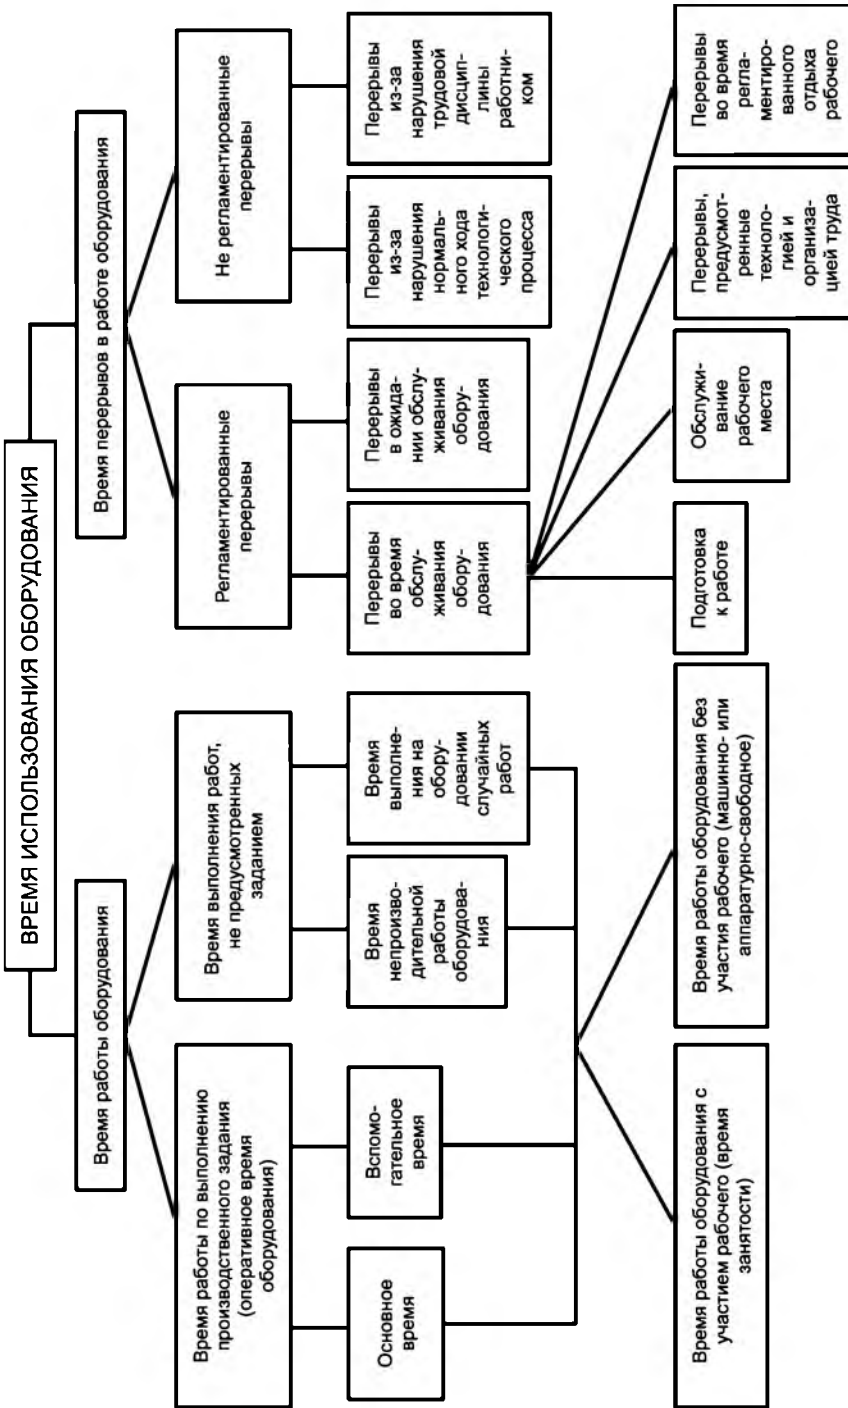 ВРЕМЯ ИСПОЛЬЗОВАНИЯ ОБОРУДОВАНИЯ
Время работы оборудования
Время перерывов в работе оборудования
Время работы по выполнению
производственного задания
(оперативное время
оборудования)
Время выполнения работ,
не предусмотренных
заданием
Регламентированные
перерывы
Не регламентированные
перерывы
Основное
время
Вспомо-
гательное
время
Время
непроизво-
дительной
работы
оборудова-
ния
Время
выполне-
ния на
обору-
довании
случайных
работ
Перерывы
во время
обслу-
живания
обору-
дования
Перерывы
в ожида-
нии обслу-
живания
обору-
дования
Перерывы
из-за
нарушения
нормаль-
ного хода
технологи-
ческого
процесса
Перерывы
из-за
нарушения
трудовой
дисцип-
лины
работни-
ком
Время работы оборудования с
участием рабочего (время
занятости)
Время работы оборудования без
участия рабочего (машинно- или
аппаратурно-свободное)
Подготовка
к работе
Обслужи-
вание
рабочего
места
Перерывы,
предусмот-
ренные
техноло-
гией и
организа-
цией труда
Перерывы
во время
регла-
ментиро-
ванного
отдыха
рабочего